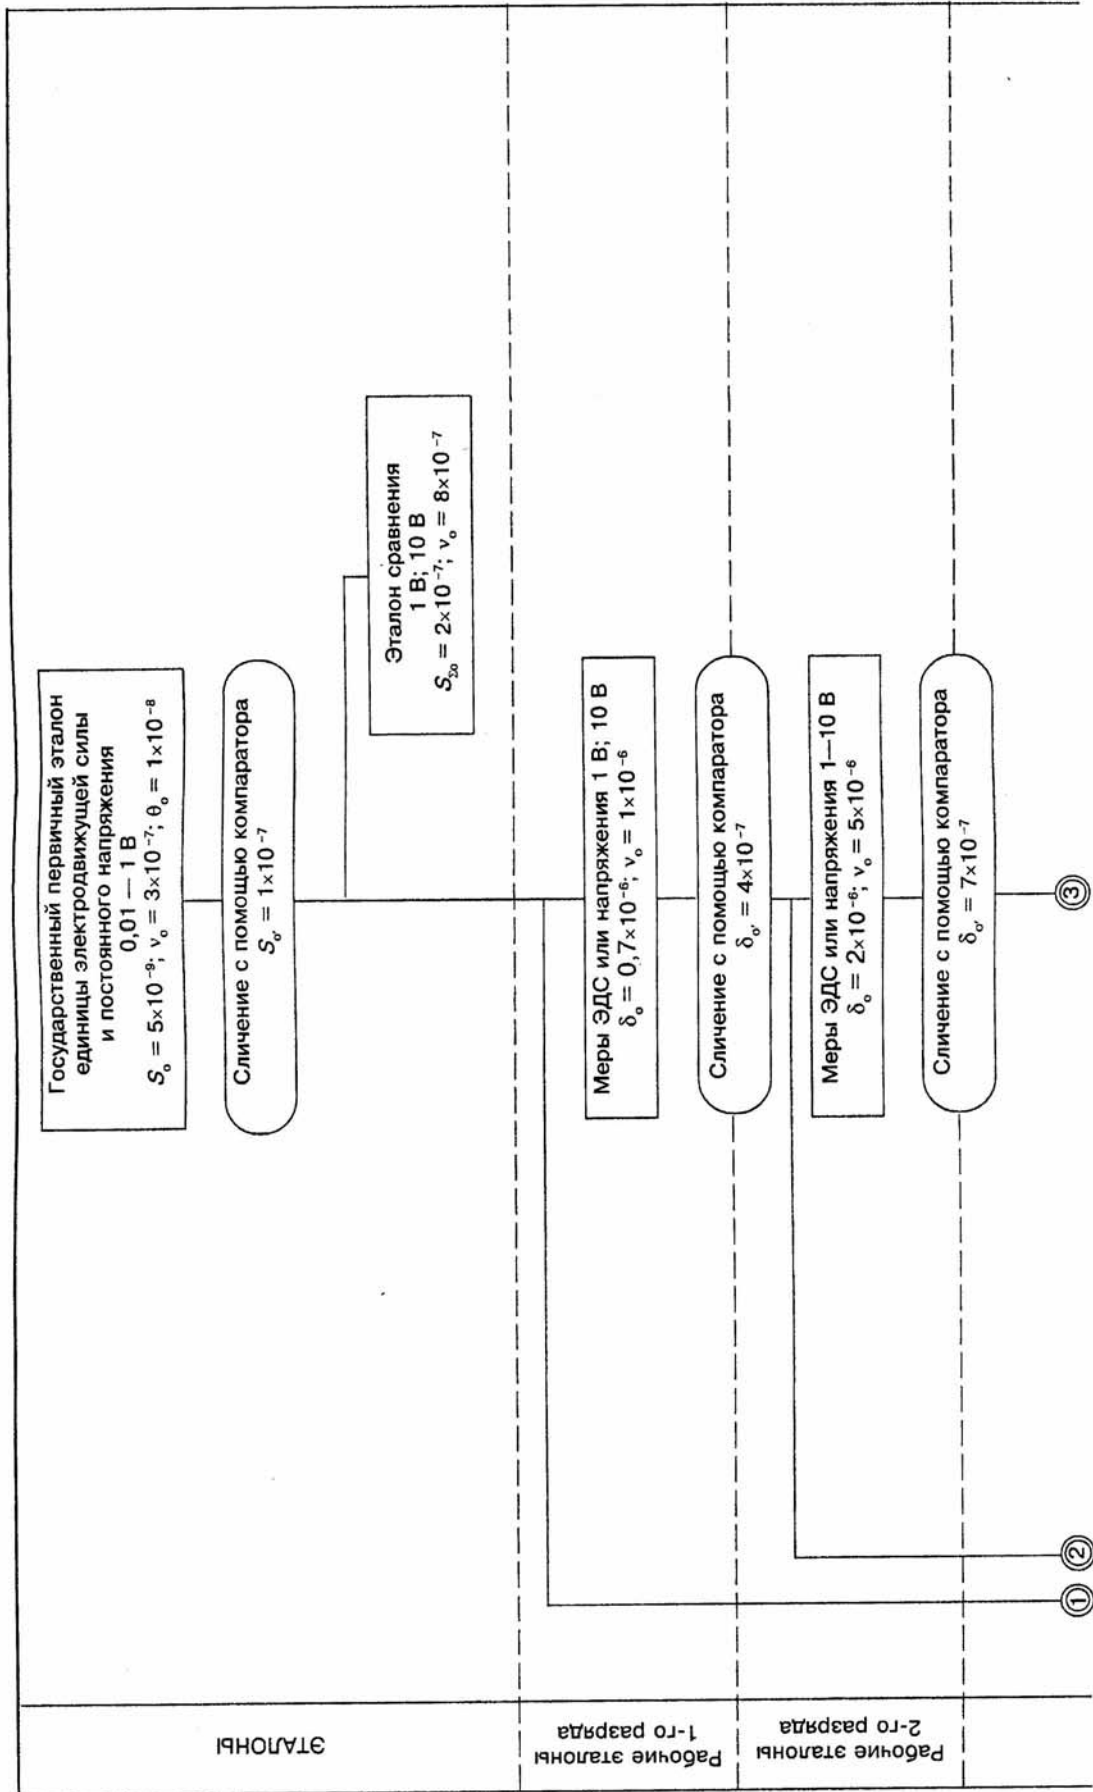 ЭТАЛОНЫ
Государственный первичный эталон
единицы электродвижущей силы
и постоянного напряжения
0,01 — 1 В
S₀ = 5×10⁻⁹; ν₀ = 3×10⁻⁷; θ₀ = 1×10⁻⁸
Сличение с помощью компаратора
S₀′ = 1×10⁻⁷
Эталон сравнения
1 В; 10 В
S_Σ₀ = 2×10⁻⁷; ν₀ = 8×10⁻⁷
Рабочие эталоны
1-го разряда
Меры ЭДС или напряжения 1 В; 10 В
δ₀ = 0,7×10⁻⁶; ν₀ = 1×10⁻⁶
Сличение с помощью компаратора
δ₀′ = 4×10⁻⁷
Рабочие эталоны
2-го разряда
Меры ЭДС или напряжения 1—10 В
δ₀ = 2×10⁻⁶; ν₀ = 5×10⁻⁶
Сличение с помощью компаратора
δ₀′ = 7×10⁻⁷
1
2
3